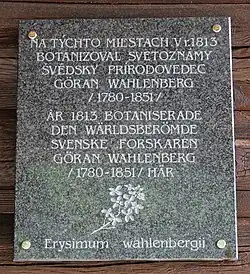 NA TÝCHTO MIESTACH V r.1813
BOTANIZOVAL SVETOZNÁMY
ŠVÉDSKY PRÍRODOVEDEC
GÖRAN WAHLENBERG
/1780-1851/
ÅR 1813 BOTANISERADE
DEN WÄRLDSBERÖMDE
SVENSKE FORSKAREN
GÖRAN WAHLENBERG
/1780-1851/ HÄR
Erysimum wahlenbergii